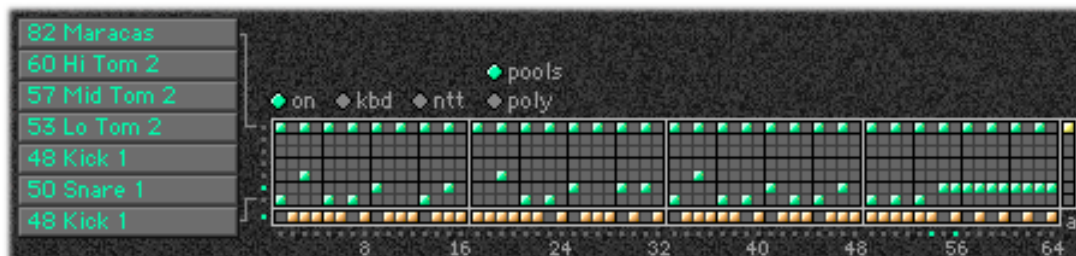 82 Maracas
60 Hi Tom 2
57 Mid Tom 2
53 Lo Tom 2
48 Kick 1
50 Snare 1
48 Kick 1
pools
on kbd ntt poly
a
8 16 24 32 40 48 56 64